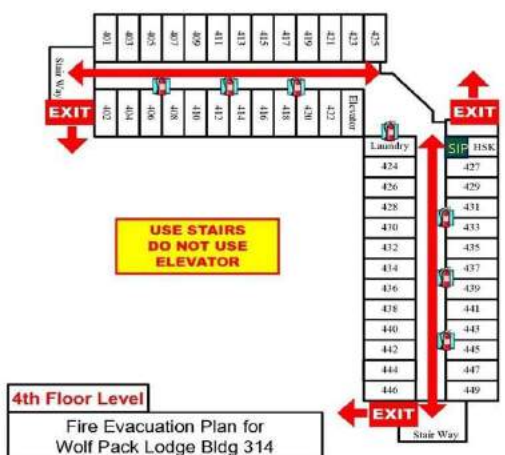 401 403 405 407 409 411 413 415 417 419 421 423 425
Stair Way
EXIT
402 404 406 408 410 412 414 416 418 420 422 Elevator
EXIT
Laundry
SIP HSK
424 427
426 429
428 431
430 433
432 435
434 437
436 439
438 441
440 443
442 445
444 447
446 449
USE STAIRS
DO NOT USE
ELEVATOR
EXIT
Stair Way
4th Floor Level
Fire Evacuation Plan for
Wolf Pack Lodge Bldg 314